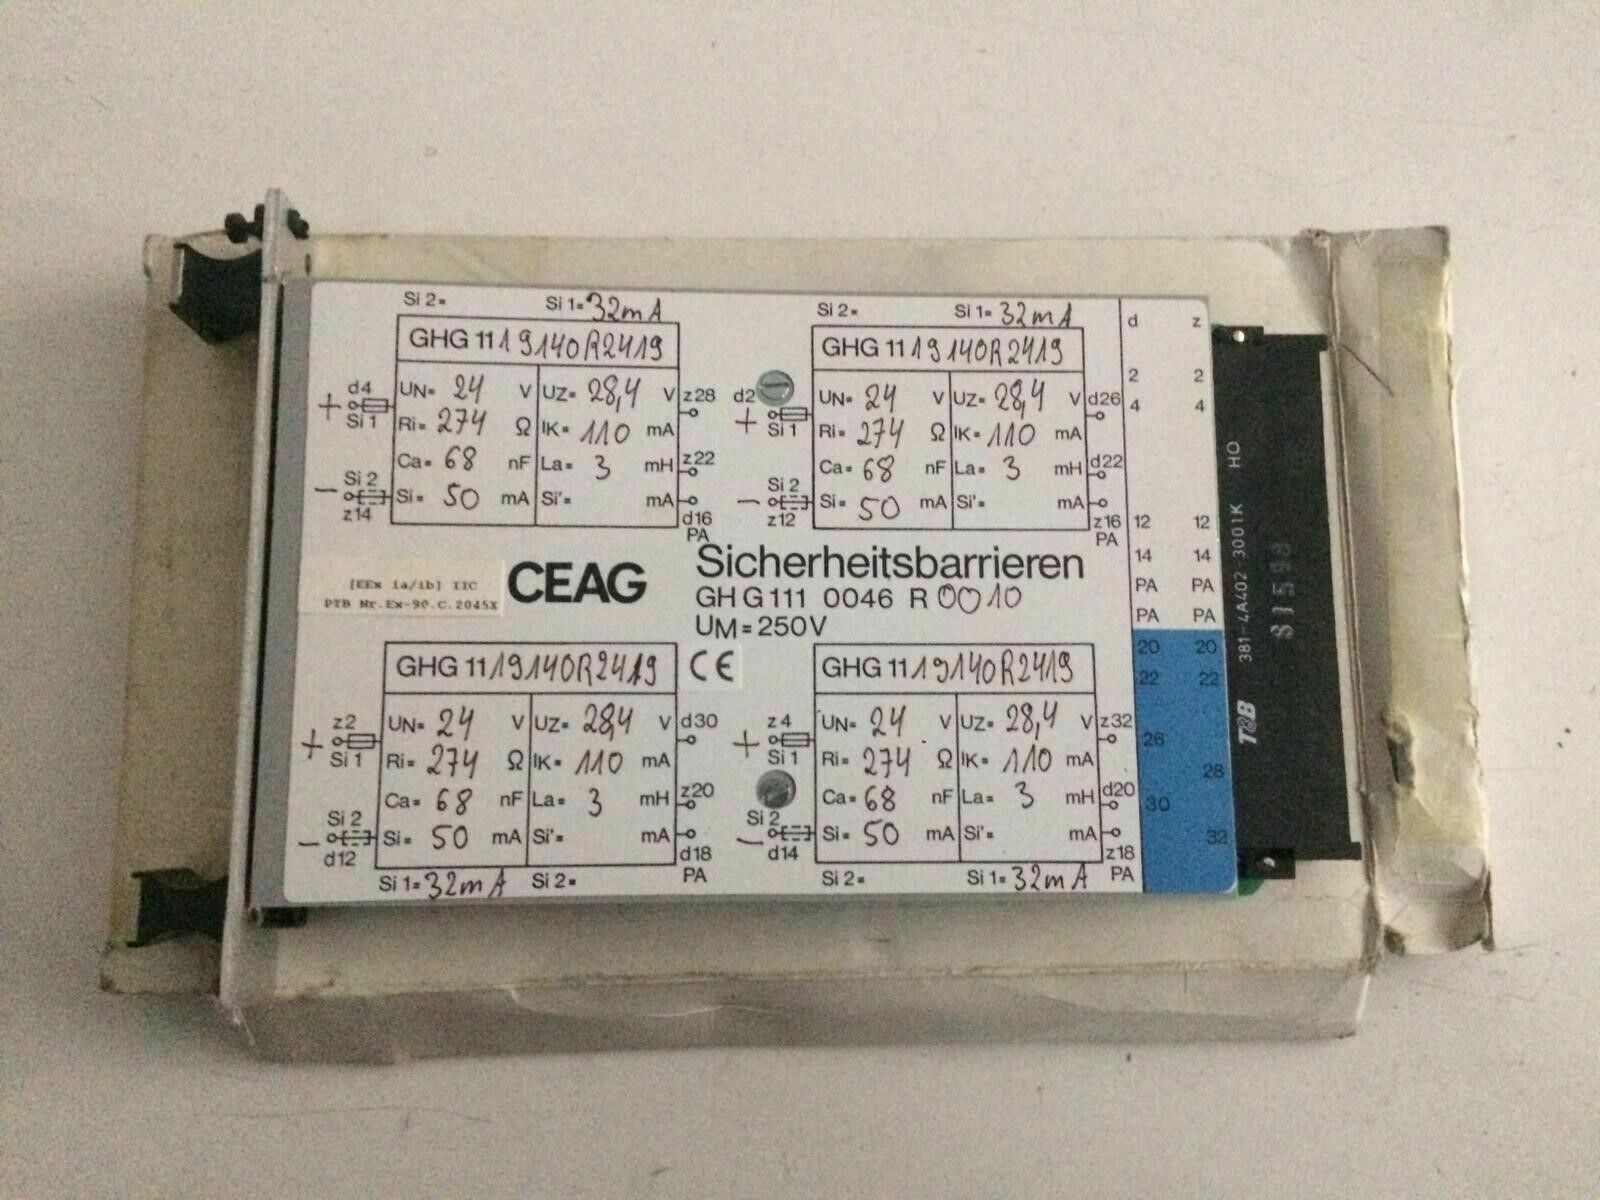 Si 2= Si 1= 32mA
GHG 11 19140R2419
d4 + Si 1
UN= 24 V UZ= 28,4 V z28
Ri= 274 Ω IK= 110 mA
Ca= 68 nF La= 3 mH z22
Si 2 − z14
Si= 50 mA Si'= mA
d16
PA
Si 2= Si 1= 32mA
GHG 11 19140R2419
d2 + Si 1
UN= 24 V UZ= 28,4 V d26
Ri= 274 Ω IK= 110 mA
Ca= 68 nF La= 3 mH d22
Si 2 − z12
Si= 50 mA Si'= mA
z16
PA
[EEx ia/ib] IIC
PTB Nr.Ex-90.C.2045X
CEAG
Sicherheitsbarrieren
GHG 111 0046 R 0010
UM = 250V
CE
GHG 11 19140R2419
z2 + Si 1
UN= 24 V UZ= 28,4 V d30
Ri= 274 Ω IK= 110 mA
Ca= 68 nF La= 3 mH z20
Si 2 − d12
Si= 50 mA Si'= mA
d18
PA
Si 1= 32mA Si 2=
GHG 11 19140R2419
z4 + Si 1
UN= 24 V UZ= 28,4 V z32
Ri= 274 Ω IK= 110 mA
Ca= 68 nF La= 3 mH d20
Si 2 − d14
Si= 50 mA Si'= mA
z18
PA
Si 2= Si 1= 32mA
d z
2 2
4 4
12 12
14 14
PA PA
PA PA
20 20
22 22
26
28
30
32
T&B 381-4A402 3001K HO